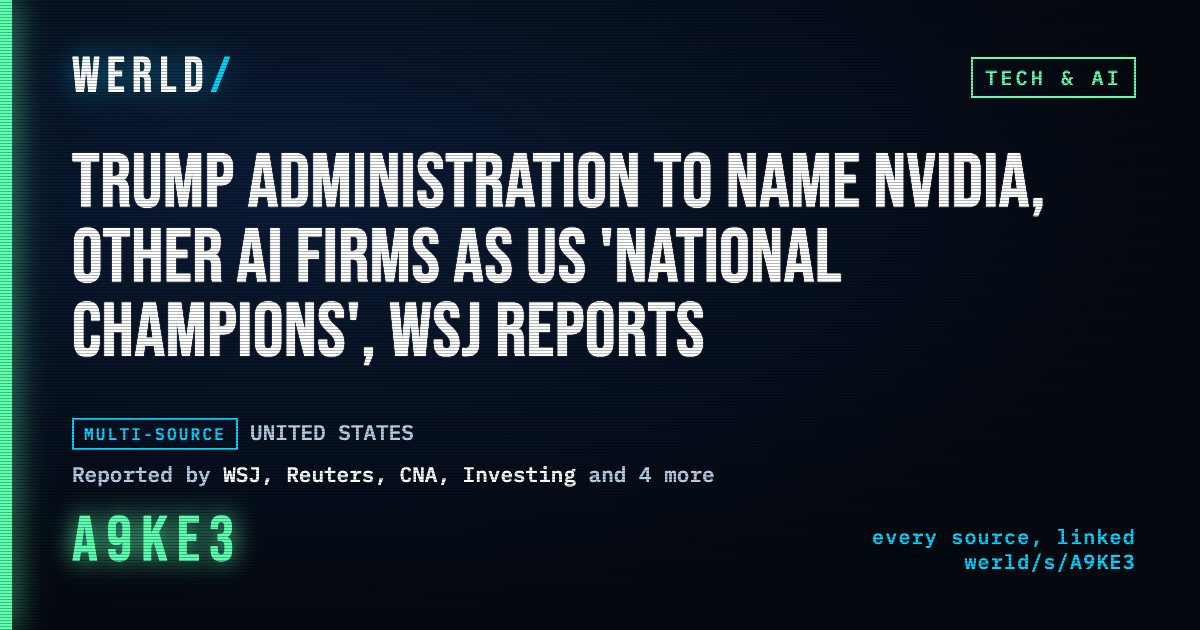 WERLD/
TECH & AI
TRUMP ADMINISTRATION TO NAME NVIDIA,
OTHER AI FIRMS AS US 'NATIONAL
CHAMPIONS', WSJ REPORTS
MULTI-SOURCE UNITED STATES
Reported by WSJ, Reuters, CNA, Investing and 4 more
A9KE3
every source, linked
werld/s/A9KE3